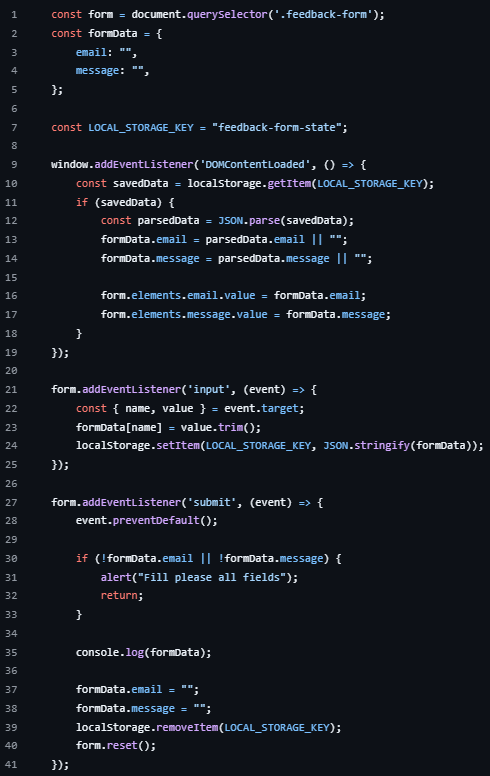 1 const form = document.querySelector('.feedback-form');
2 const formData = {
3     email: "",
4     message: "",
5 };
6
7 const LOCAL_STORAGE_KEY = "feedback-form-state";
8
9 window.addEventListener('DOMContentLoaded', () => {
10     const savedData = localStorage.getItem(LOCAL_STORAGE_KEY);
11     if (savedData) {
12         const parsedData = JSON.parse(savedData);
13         formData.email = parsedData.email || "";
14         formData.message = parsedData.message || "";
15
16         form.elements.email.value = formData.email;
17         form.elements.message.value = formData.message;
18     }
19 });
20
21 form.addEventListener('input', (event) => {
22     const { name, value } = event.target;
23     formData[name] = value.trim();
24     localStorage.setItem(LOCAL_STORAGE_KEY, JSON.stringify(formData));
25 });
26
27 form.addEventListener('submit', (event) => {
28     event.preventDefault();
29
30     if (!formData.email || !formData.message) {
31         alert("Fill please all fields");
32         return;
33     }
34
35     console.log(formData);
36
37     formData.email = "";
38     formData.message = "";
39     localStorage.removeItem(LOCAL_STORAGE_KEY);
40     form.reset();
41 });